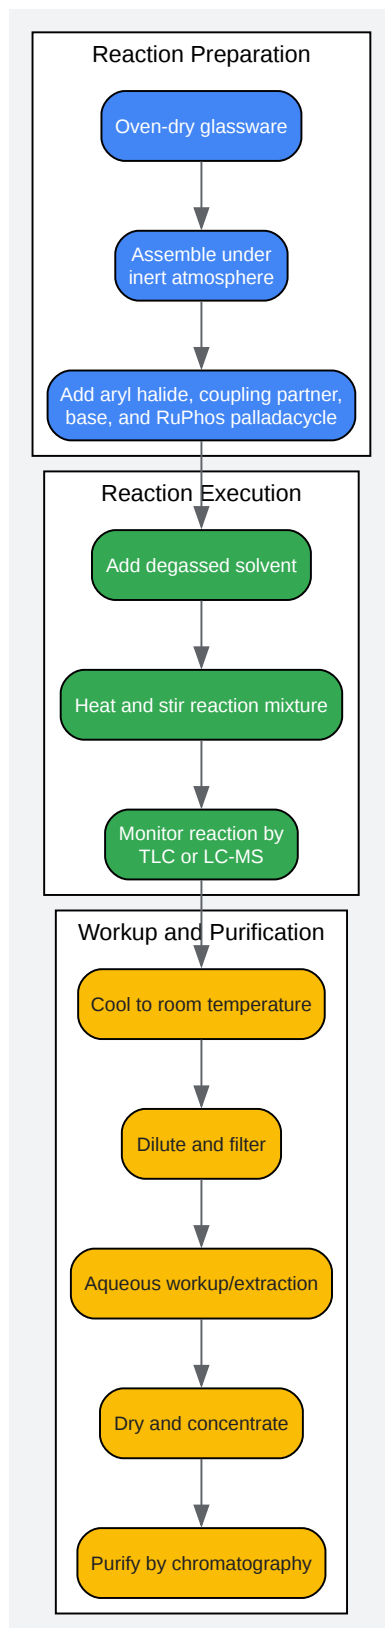 Reaction Preparation
Oven-dry glassware
Assemble under
inert atmosphere
Add aryl halide, coupling partner,
base, and RuPhos palladacycle
Reaction Execution
Add degassed solvent
Heat and stir reaction mixture
Monitor reaction by
TLC or LC-MS
Workup and Purification
Cool to room temperature
Dilute and filter
Aqueous workup/extraction
Dry and concentrate
Purify by chromatography